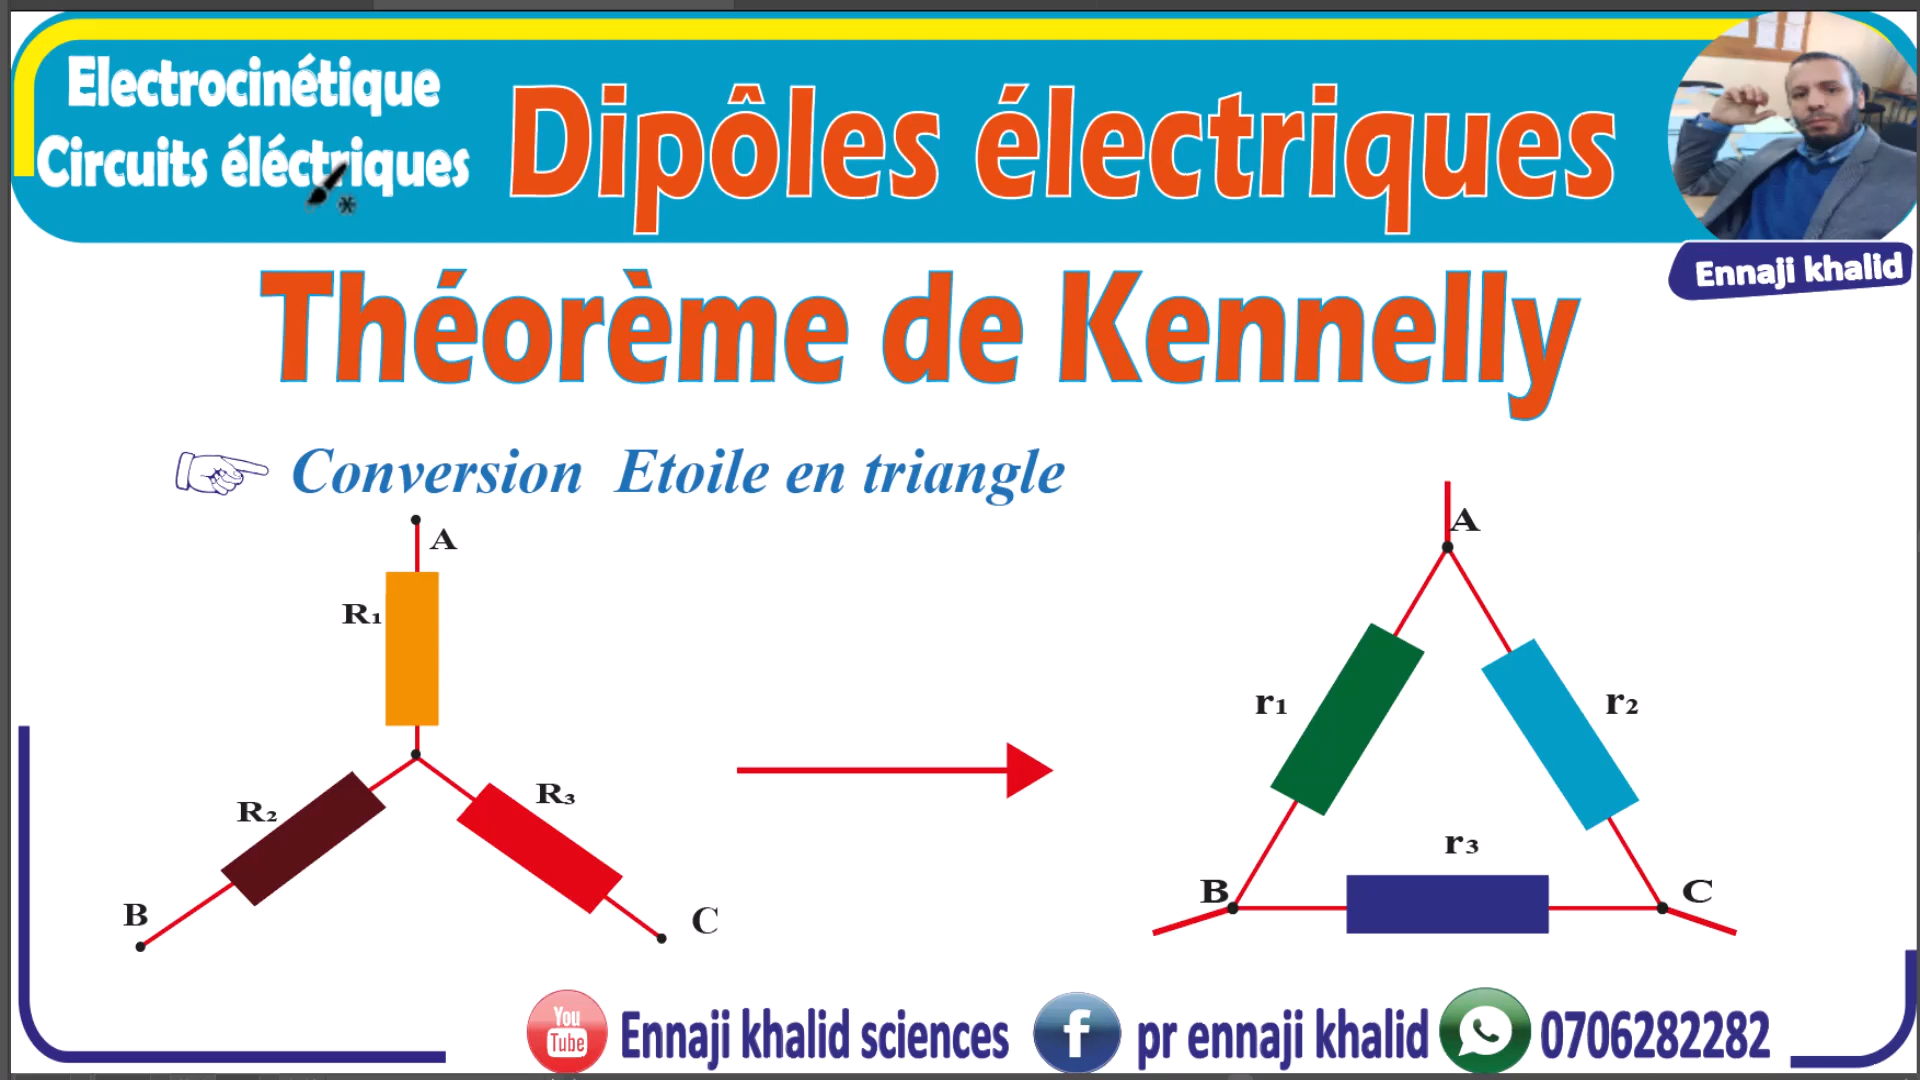 Electrocinétique
Circuits éléctriques
Dipôles électriques
Ennaji khalid
Théorème de Kennelly
Conversion Etoile en triangle
A
R1
R2
R3
B
C
A
r1
r2
r3
B
C
You
Tube
Ennaji khalid sciences
f
pr ennaji khalid
0706282282